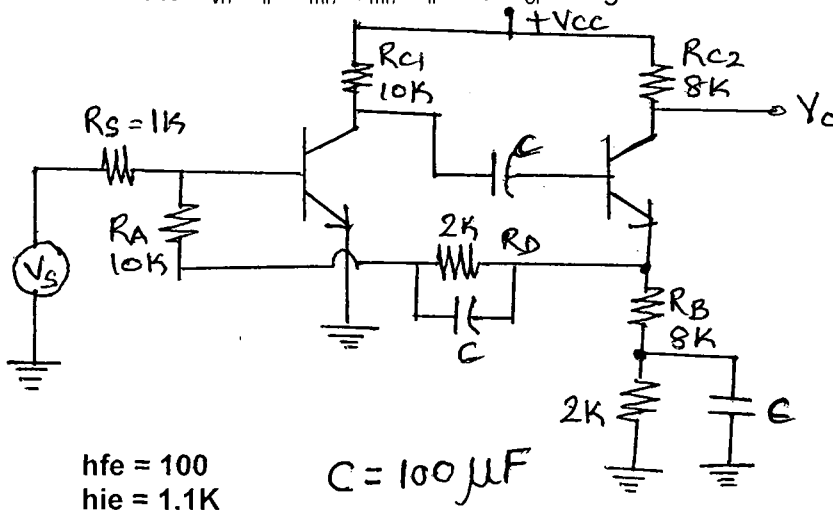 +Vcc
RC1
10K
RC2
8K
RS = 1K
C
Vo
RA
10K
2K
RD
VS
C
RB
8K
2K
C
hfe = 100
hie = 1.1K
C = 100 µF